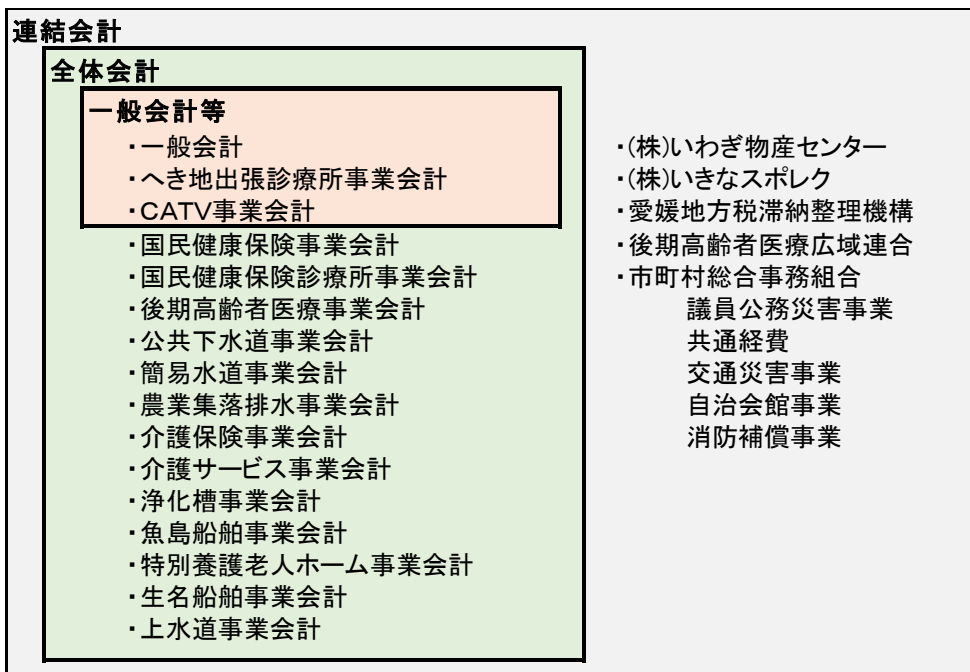 連結会計
全体会計
一般会計等
・一般会計
・へき地出張診療所事業会計
・CATV事業会計
・国民健康保険事業会計
・国民健康保険診療所事業会計
・後期高齢者医療事業会計
・公共下水道事業会計
・簡易水道事業会計
・農業集落排水事業会計
・介護保険事業会計
・介護サービス事業会計
・浄化槽事業会計
・魚島船舶事業会計
・特別養護老人ホーム事業会計
・生名船舶事業会計
・上水道事業会計
・(株)いわぎ物産センター
・(株)いきなスポレク
・愛媛地方税滞納整理機構
・後期高齢者医療広域連合
・市町村総合事務組合
議員公務災害事業
共通経費
交通災害事業
自治会館事業
消防補償事業